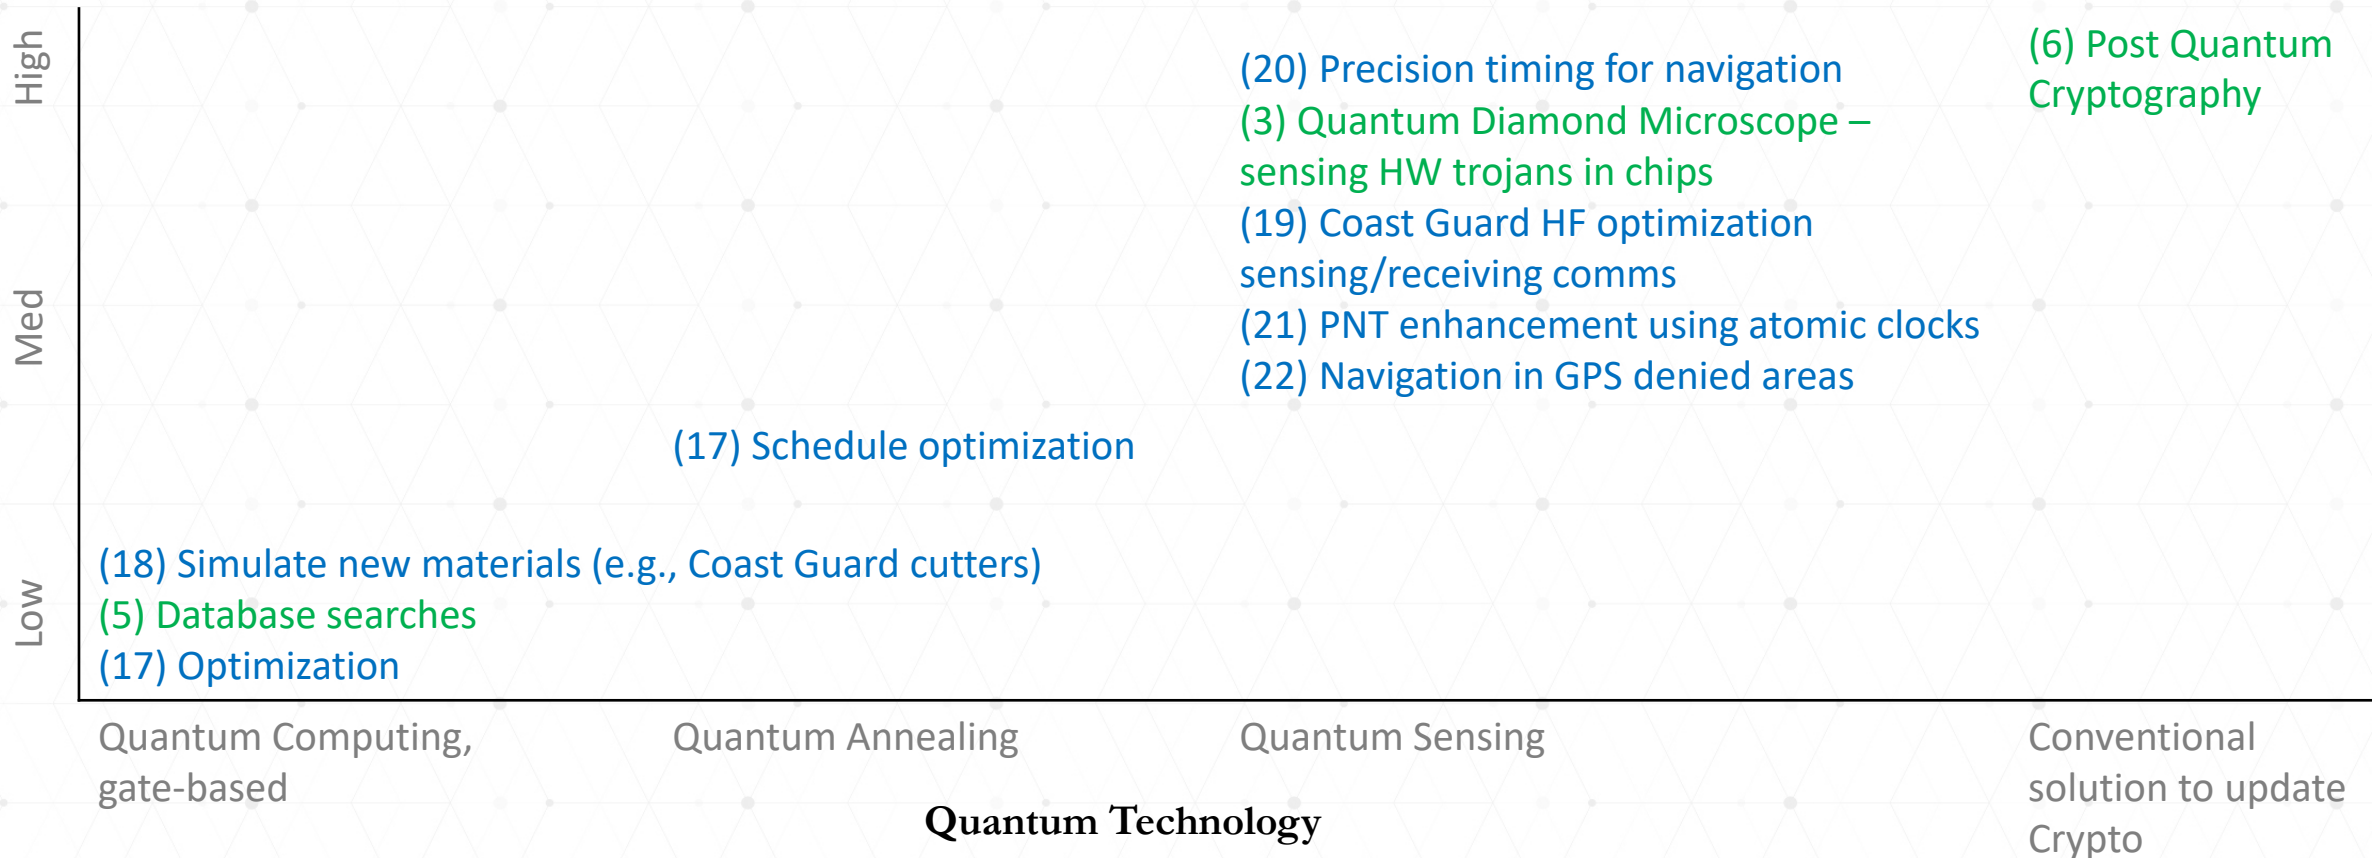 High
Med
Low
(20) Precision timing for navigation
(3) Quantum Diamond Microscope –
sensing HW trojans in chips
(19) Coast Guard HF optimization
sensing/receiving comms
(21) PNT enhancement using atomic clocks
(22) Navigation in GPS denied areas
(6) Post Quantum
Cryptography
(17) Schedule optimization
(18) Simulate new materials (e.g., Coast Guard cutters)
(5) Database searches
(17) Optimization
Quantum Computing,
gate-based
Quantum Annealing
Quantum Sensing
Conventional
solution to update
Crypto
Quantum Technology